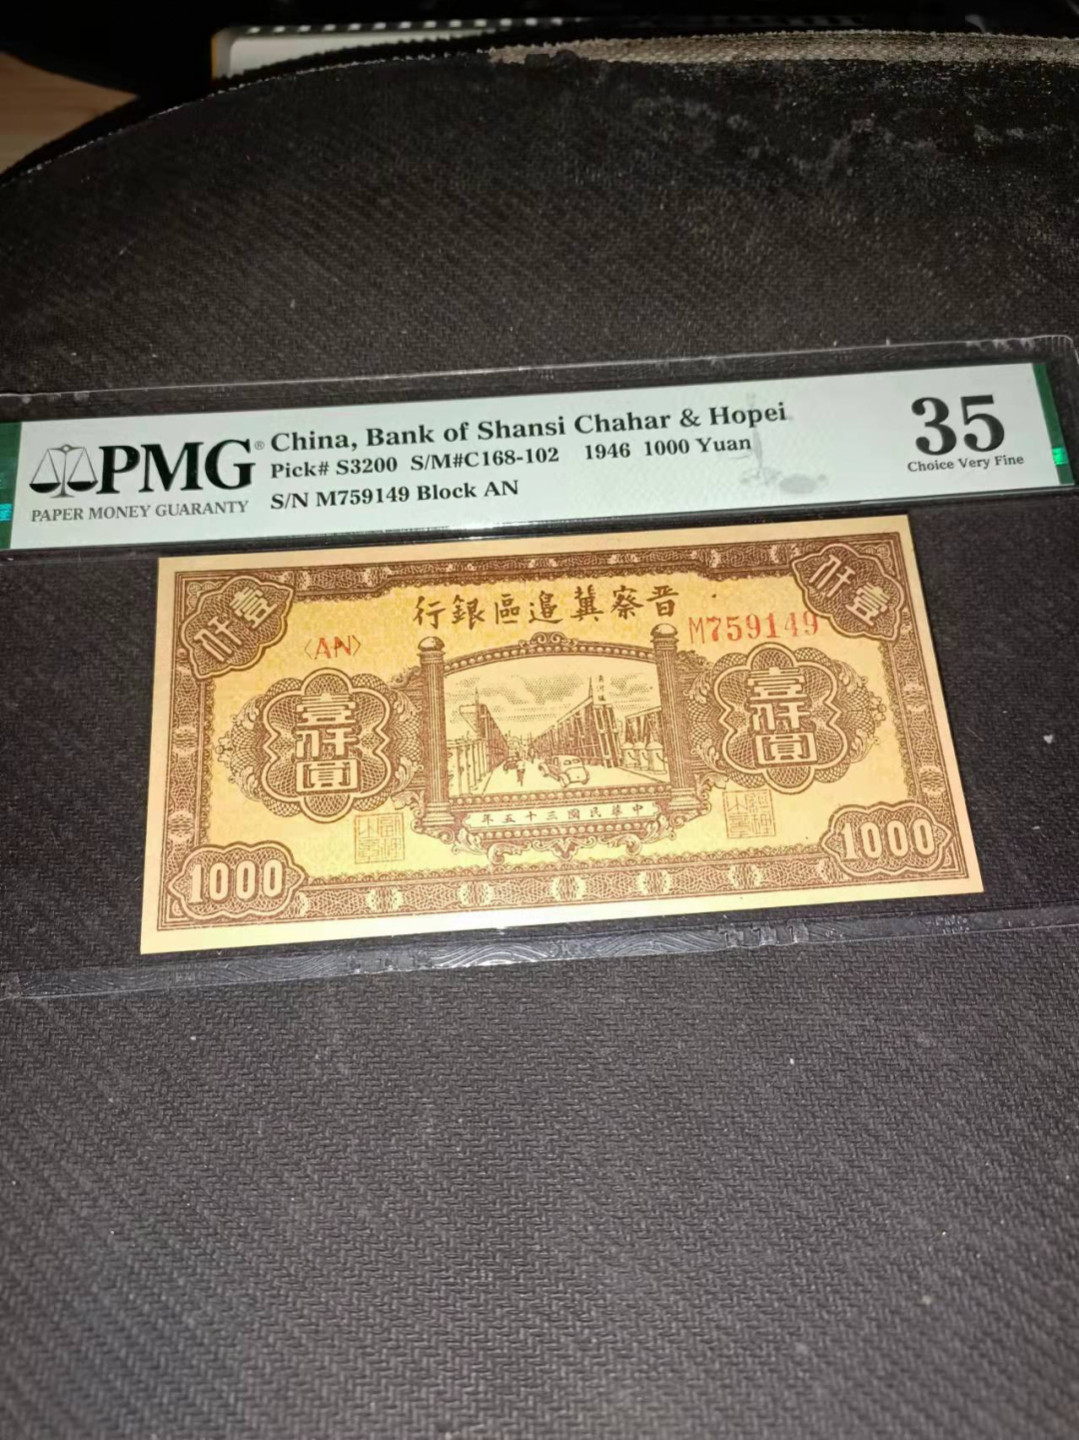 PMG®
PAPER MONEY GUARANTY
China, Bank of Shansi Chahar & Hopei
Pick# S3200 S/M#C168-102 1946 1000 Yuan
S/N M759149 Block AN
35
Choice Very Fine
壹仟
行銀區邊冀察晋
壹仟
〈AN〉
M759149
壹仟圓
壹仟圓
年五十三國民華中
1000
1000